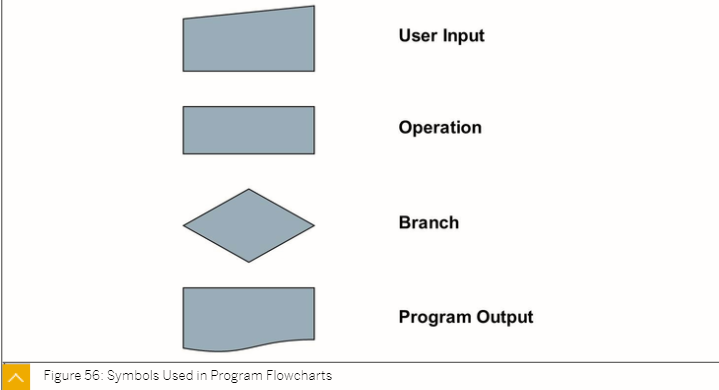 User Input
Operation
Branch
Program Output
Figure 56: Symbols Used in Program Flowcharts